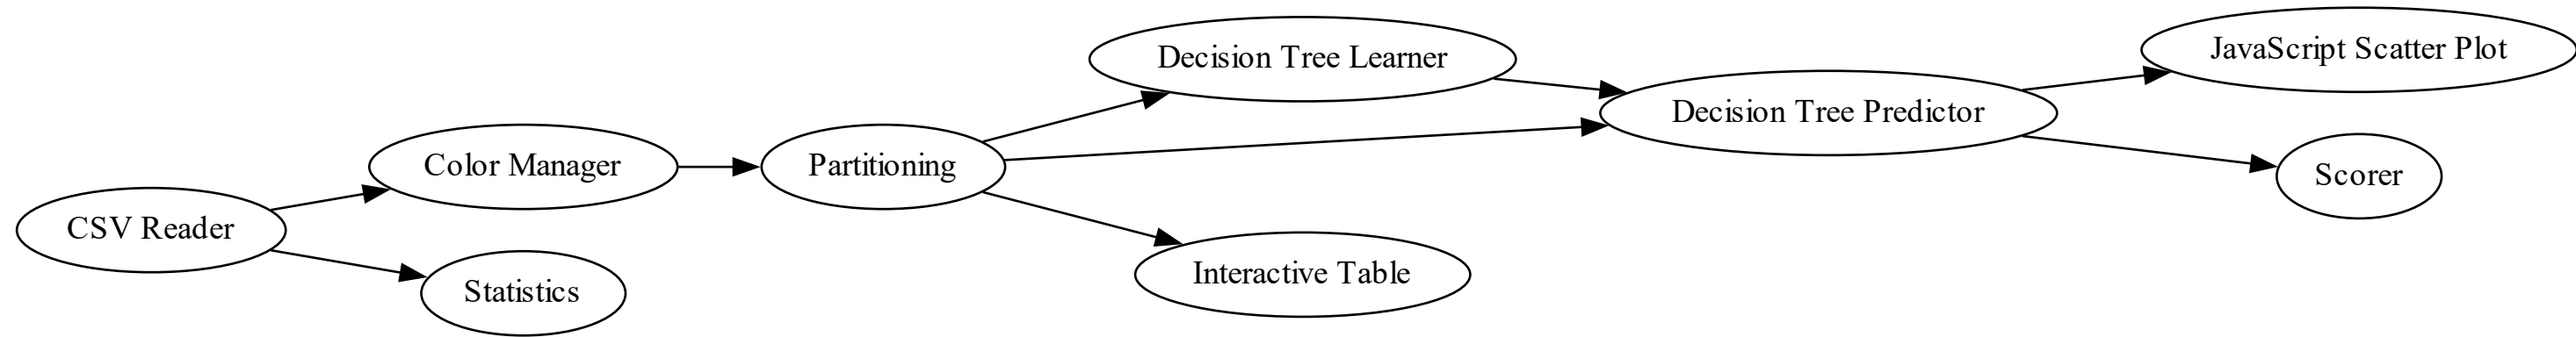 CSV Reader
Color Manager
Statistics
Partitioning
Decision Tree Learner
Interactive Table
Decision Tree Predictor
JavaScript Scatter Plot
Scorer